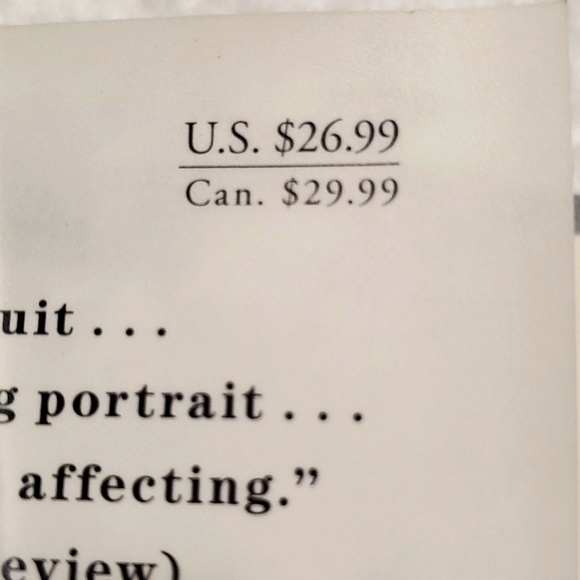 U.S. $26.99
Can. $29.99
uit . . .
g portrait . . .
affecting.”
eview)